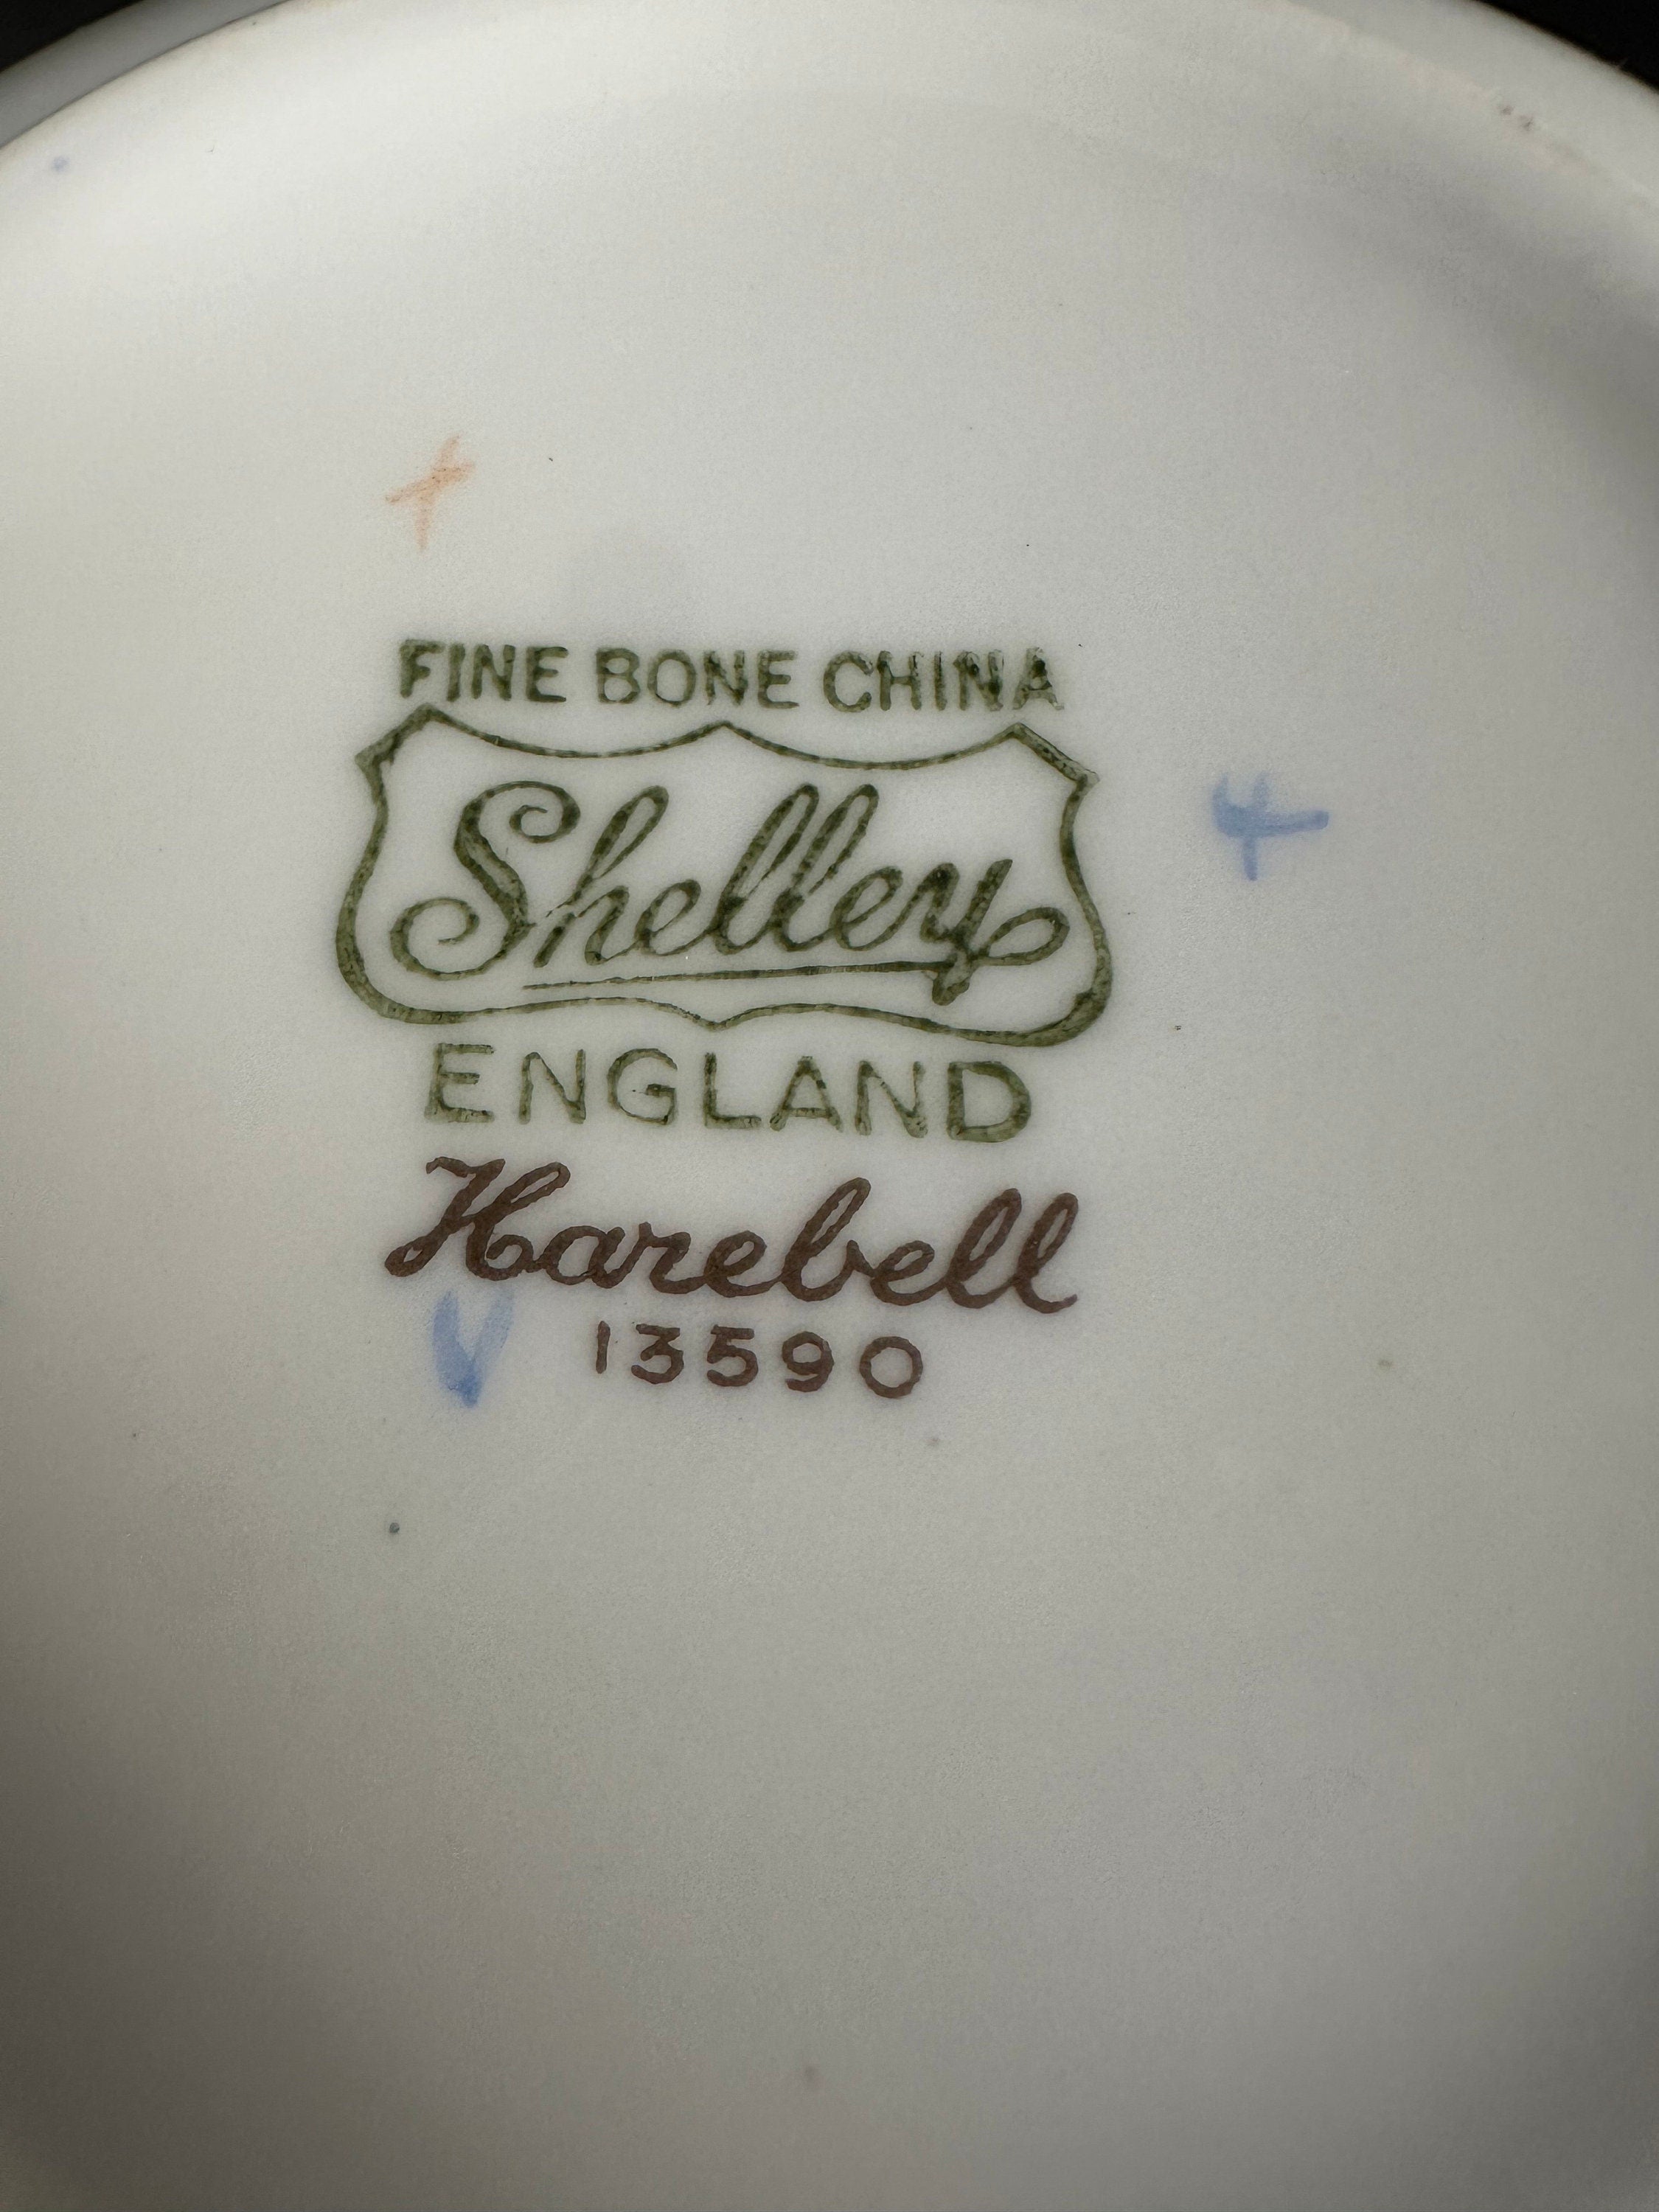 FINE BONE CHINA
Shelley
ENGLAND
Harebell
13590